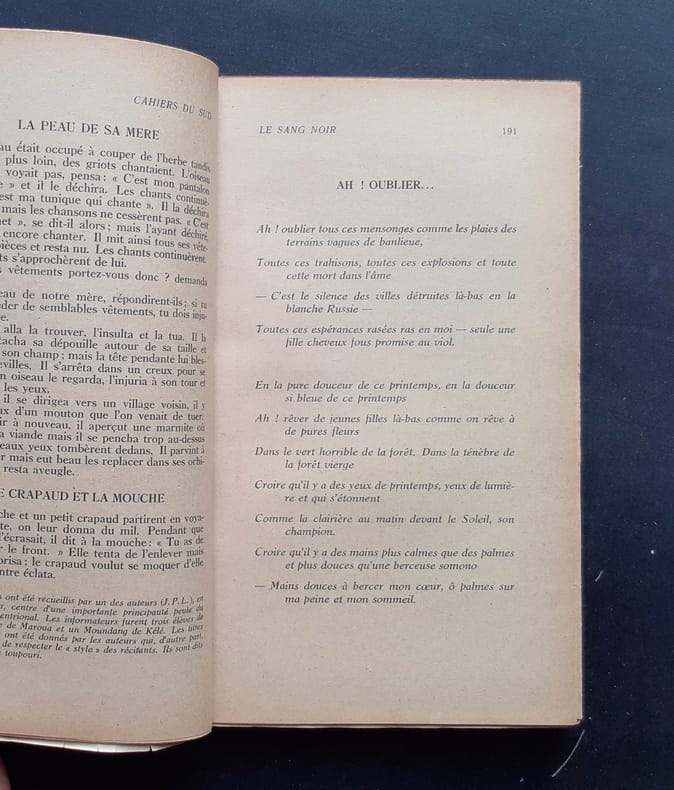 CAHIERS DU SUD
LA PEAU DE SA MERE
au était occupé à couper de l'herbe tandis
plus loin, des griots chantaient. L'oiseau
voyait pas, pensa : « C'est mon pantalon
e » et il le déchira. Les chants continuè-
est ma tunique qui chante ». Il la déchira
mais les chansons ne cessèrent pas. « C'est
net », se dit-il alors ; mais l'ayant déchiré,
encore chanter. Il mit ainsi tous ses vête-
pièces et resta nu. Les chants continuèrent.
ts s'approchèrent de lui.
s vêtements portez-vous donc ? demanda
eau de notre mère, répondirent-ils ; si tu
éder de semblables vêtements, tu dois inju-
e.
alla la trouver, l'insulta et la tua. Il la
tacha sa dépouille autour de sa taille et
son champ ; mais la tête pendante lui bles-
evilles. Il s'arrêta dans un creux pour se
n oiseau le regarda, l'injuria à son tour et
les yeux.
il se dirigea vers un village voisin, il y
ux d'un mouton que l'on venait de tuer.
ir à nouveau, il aperçut une marmite où
a viande mais il se pencha trop au-dessus
eaux yeux tombèrent dedans. Il parvint à
r mais eut beau les replacer dans ses orbi-
resta aveugle.
E CRAPAUD ET LA MOUCHE
che et un petit crapaud partirent en voya-
te, on leur donna du mil. Pendant que
l'écrasait, il dit à la mouche : « Tu as de
r le front. » Elle tenta de l'enlever mais
brisa ; le crapaud voulut se moquer d'elle
entre éclata.
s ont été recueillis par un des auteurs (J.P.L.), en
a, centre d'une importante principauté peule du
entrional. Les informateurs furent trois élèves de
e de Maroua et un Moundang de Kélé. Les titres
ont été donnés par les auteurs qui, d'autre part,
de respecter le « style » des récitants. Ils sont dits
toupouri.
LE SANG NOIR 191
AH ! OUBLIER...
Ah ! oublier tous ces mensonges comme les plaies des
terrains vagues de banlieue,
Toutes ces trahisons, toutes ces explosions et toute
cette mort dans l'âme
— C'est le silence des villes détruites là-bas en la
blanche Russie —
Toutes ces espérances rasées ras en moi — seule une
fille cheveux fous promise au viol.
En la pure douceur de ce printemps, en la douceur
si bleue de ce printemps
Ah ! rêver de jeunes filles là-bas comme on rêve à
de pures fleurs
Dans le vert horrible de la forêt. Dans la ténèbre de
la forêt vierge
Croire qu'il y a des yeux de printemps, yeux de lumiè-
re et qui s'étonnent
Comme la clairière au matin devant le Soleil, son
champion.
Croire qu'il y a des mains plus calmes que des palmes
et plus douces qu'une berceuse somono
— Mains douces à bercer mon cœur, ô palmes sur
ma peine et mon sommeil.